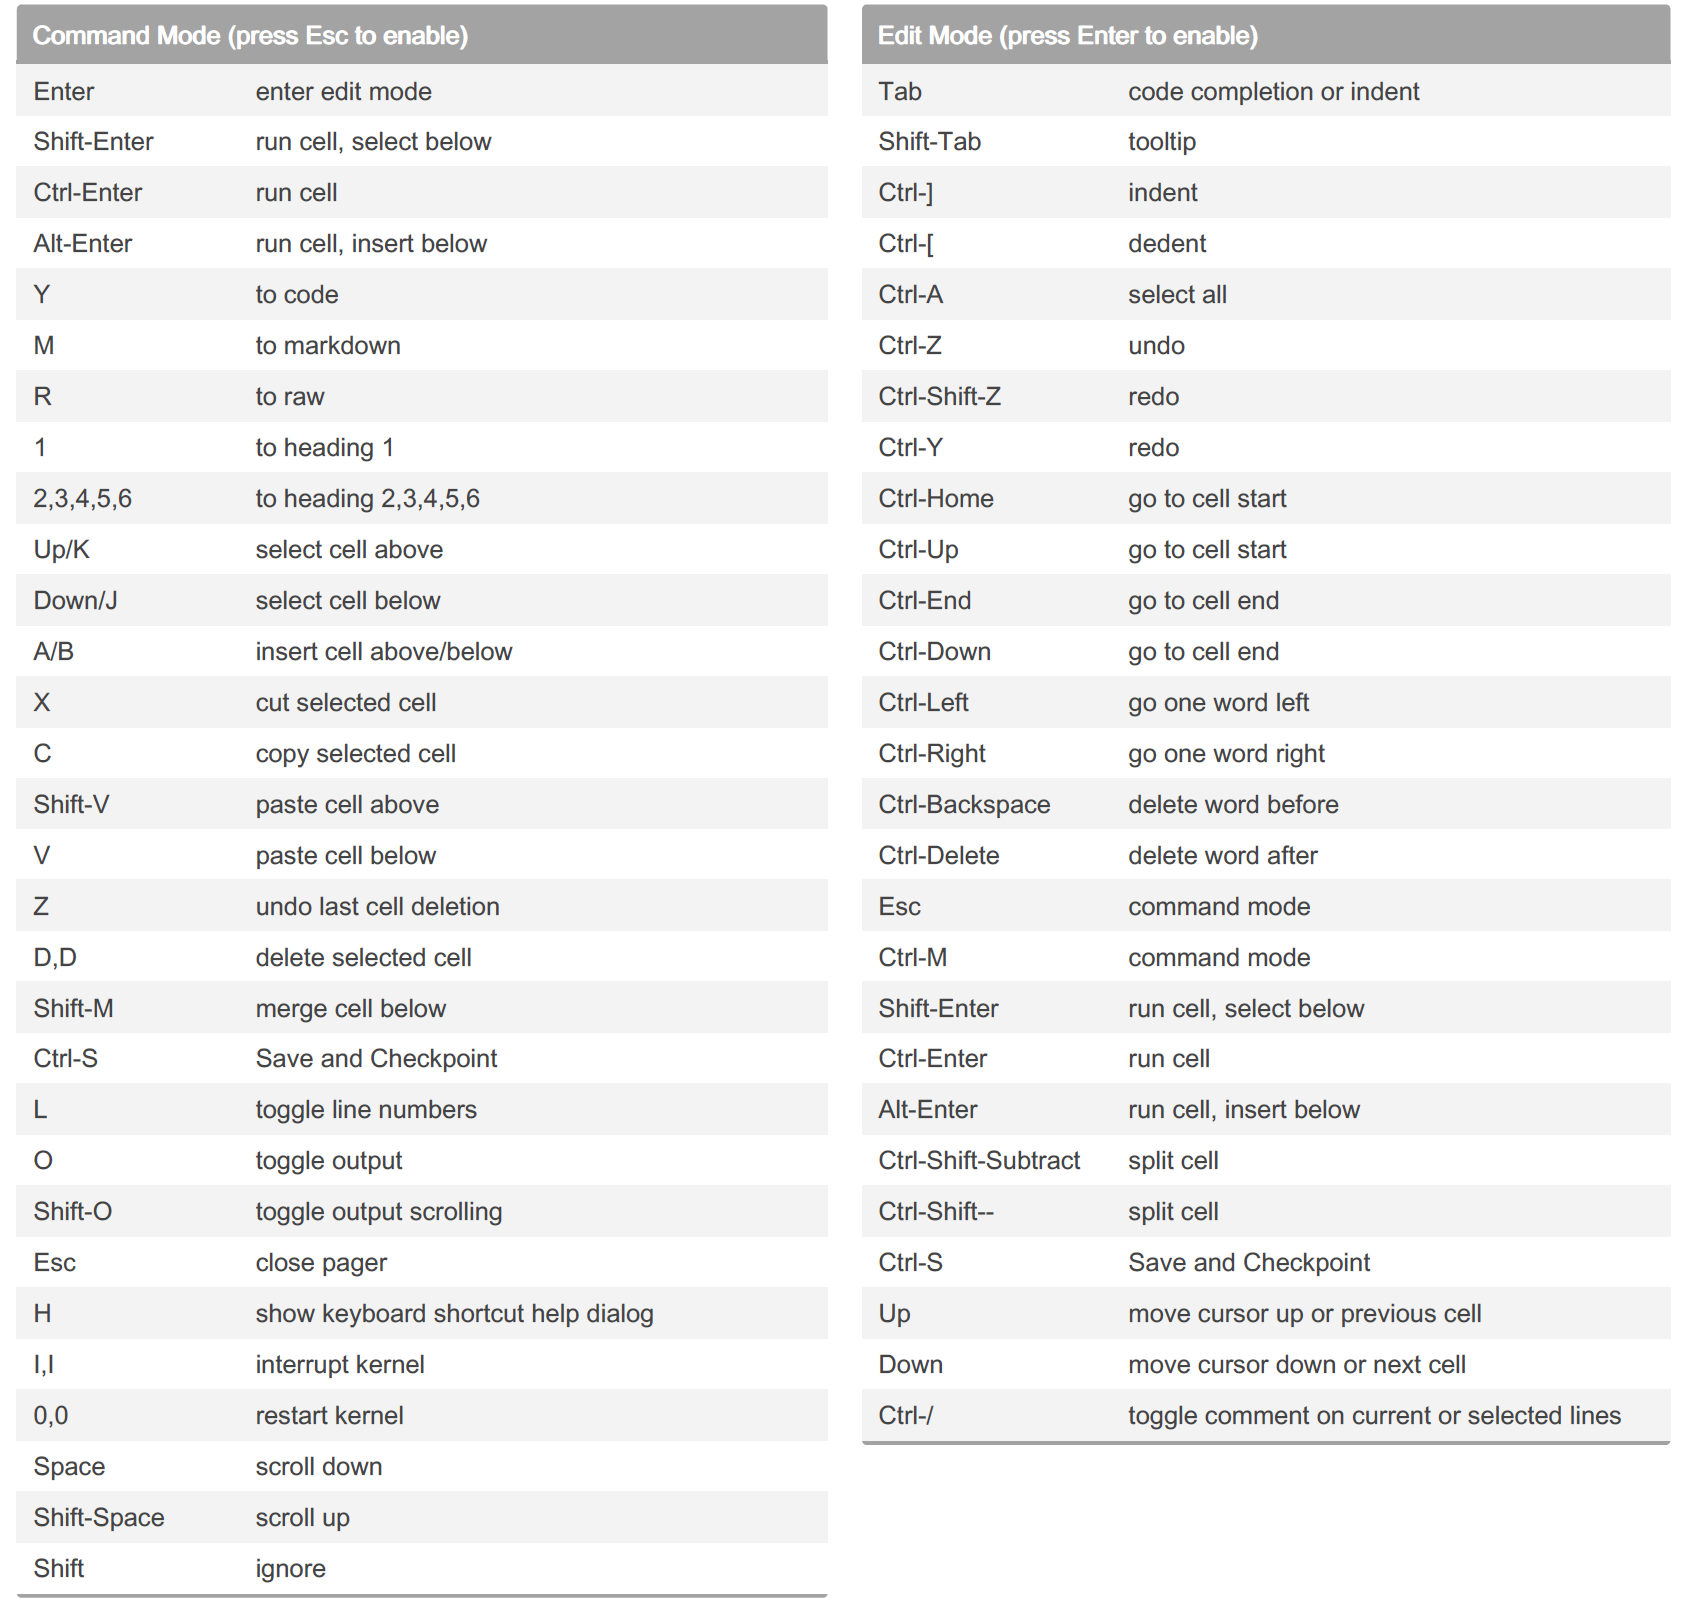 Command Mode (press Esc to enable)
Enter enter edit mode
Shift-Enter run cell, select below
Ctrl-Enter run cell
Alt-Enter run cell, insert below
Y to code
M to markdown
R to raw
1 to heading 1
2,3,4,5,6 to heading 2,3,4,5,6
Up/K select cell above
Down/J select cell below
A/B insert cell above/below
X cut selected cell
C copy selected cell
Shift-V paste cell above
V paste cell below
Z undo last cell deletion
D,D delete selected cell
Shift-M merge cell below
Ctrl-S Save and Checkpoint
L toggle line numbers
O toggle output
Shift-O toggle output scrolling
Esc close pager
H show keyboard shortcut help dialog
I,I interrupt kernel
0,0 restart kernel
Space scroll down
Shift-Space scroll up
Shift ignore
Edit Mode (press Enter to enable)
Tab code completion or indent
Shift-Tab tooltip
Ctrl-] indent
Ctrl-[ dedent
Ctrl-A select all
Ctrl-Z undo
Ctrl-Shift-Z redo
Ctrl-Y redo
Ctrl-Home go to cell start
Ctrl-Up go to cell start
Ctrl-End go to cell end
Ctrl-Down go to cell end
Ctrl-Left go one word left
Ctrl-Right go one word right
Ctrl-Backspace delete word before
Ctrl-Delete delete word after
Esc command mode
Ctrl-M command mode
Shift-Enter run cell, select below
Ctrl-Enter run cell
Alt-Enter run cell, insert below
Ctrl-Shift-Subtract split cell
Ctrl-Shift-- split cell
Ctrl-S Save and Checkpoint
Up move cursor up or previous cell
Down move cursor down or next cell
Ctrl-/ toggle comment on current or selected lines